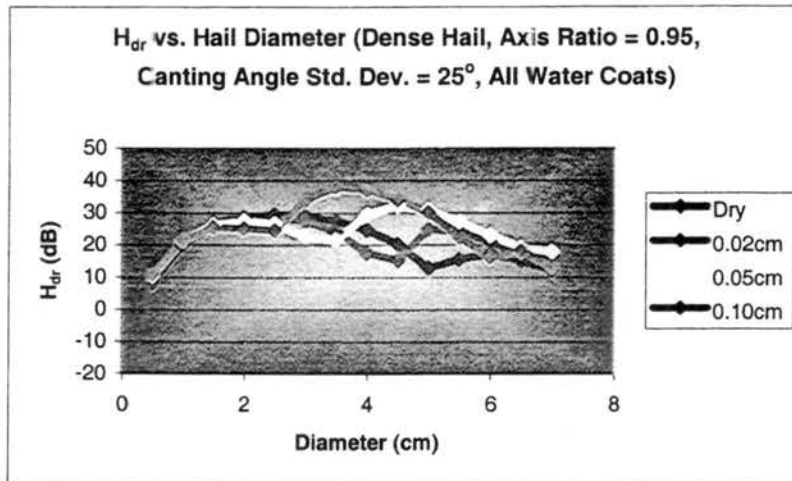 H_dr vs. Hail Diameter (Dense Hail, Axis Ratio = 0.95,
Canting Angle Std. Dev. = 25°, All Water Coats)
50
40
30
20
10
0
-10
-20
H_dr (dB)
0 2 4 6 8
Diameter (cm)
Dry
0.02cm
0.05cm
0.10cm